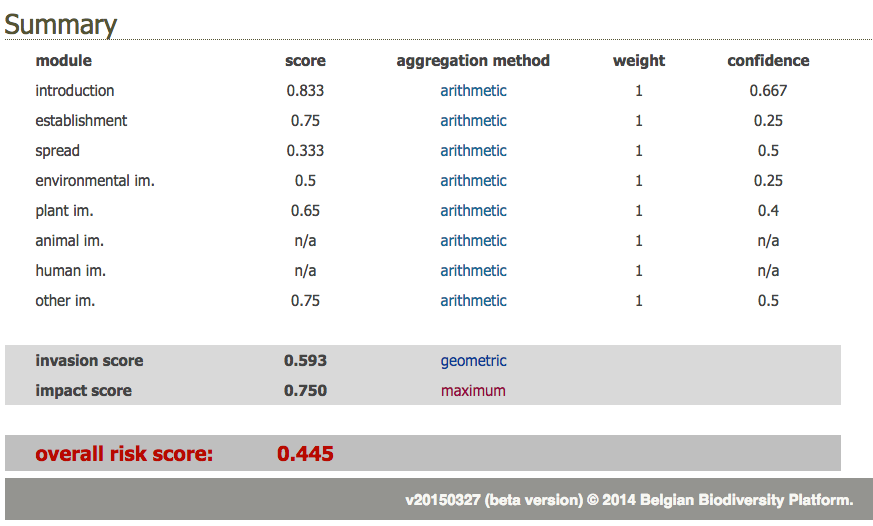 Summary
module score aggregation method weight confidence
introduction 0.833 arithmetic 1 0.667
establishment 0.75 arithmetic 1 0.25
spread 0.333 arithmetic 1 0.5
environmental im. 0.5 arithmetic 1 0.25
plant im. 0.65 arithmetic 1 0.4
animal im. n/a arithmetic 1 n/a
human im. n/a arithmetic 1 n/a
other im. 0.75 arithmetic 1 0.5
invasion score 0.593 geometric
impact score 0.750 maximum
overall risk score: 0.445
v20150327 (beta version) © 2014 Belgian Biodiversity Platform.